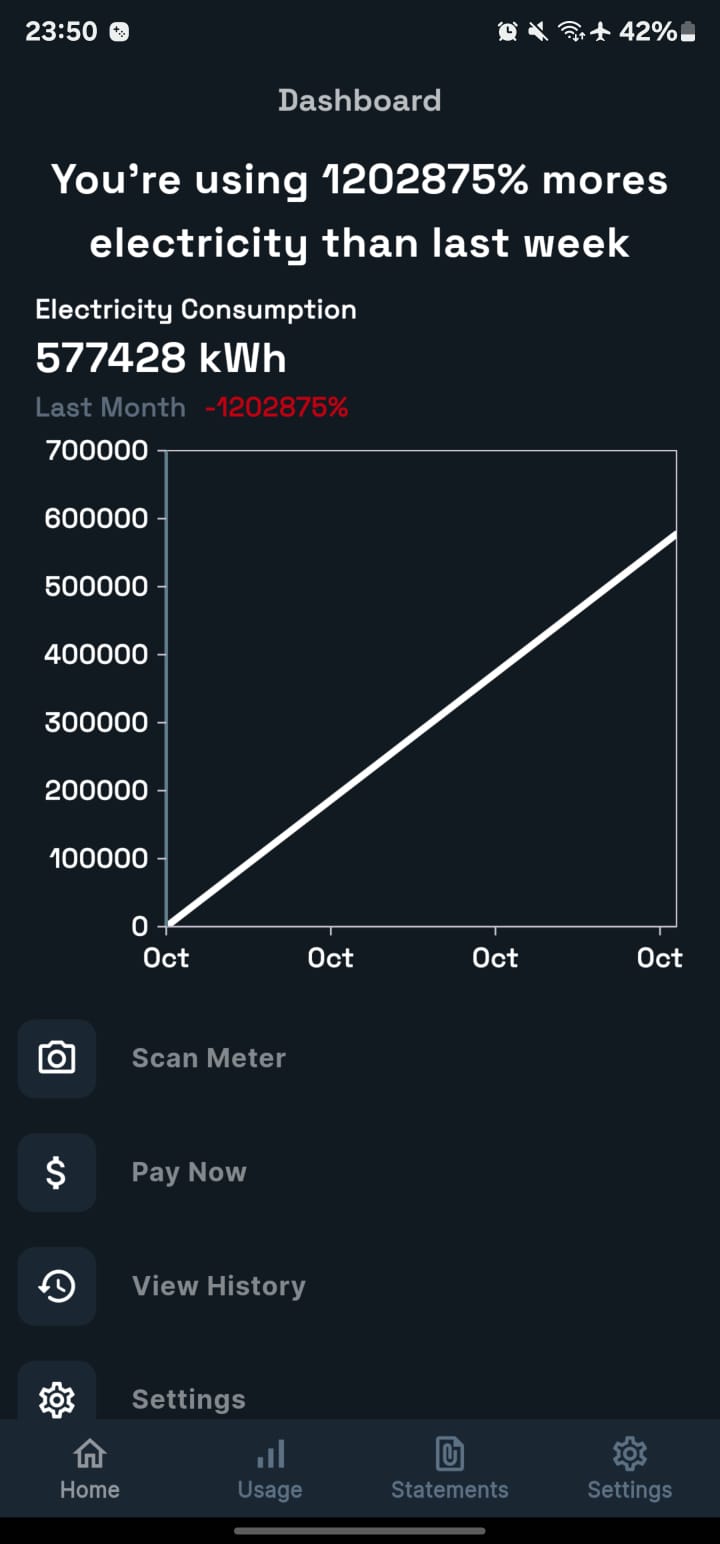 23:50
42%
Dashboard
You're using 1202875% mores
electricity than last week
Electricity Consumption
577428 kWh
Last Month -1202875%
700000
600000
500000
400000
300000
200000
100000
0
Oct Oct Oct Oct
Scan Meter
$ Pay Now
View History
Settings
Home Usage Statements Settings